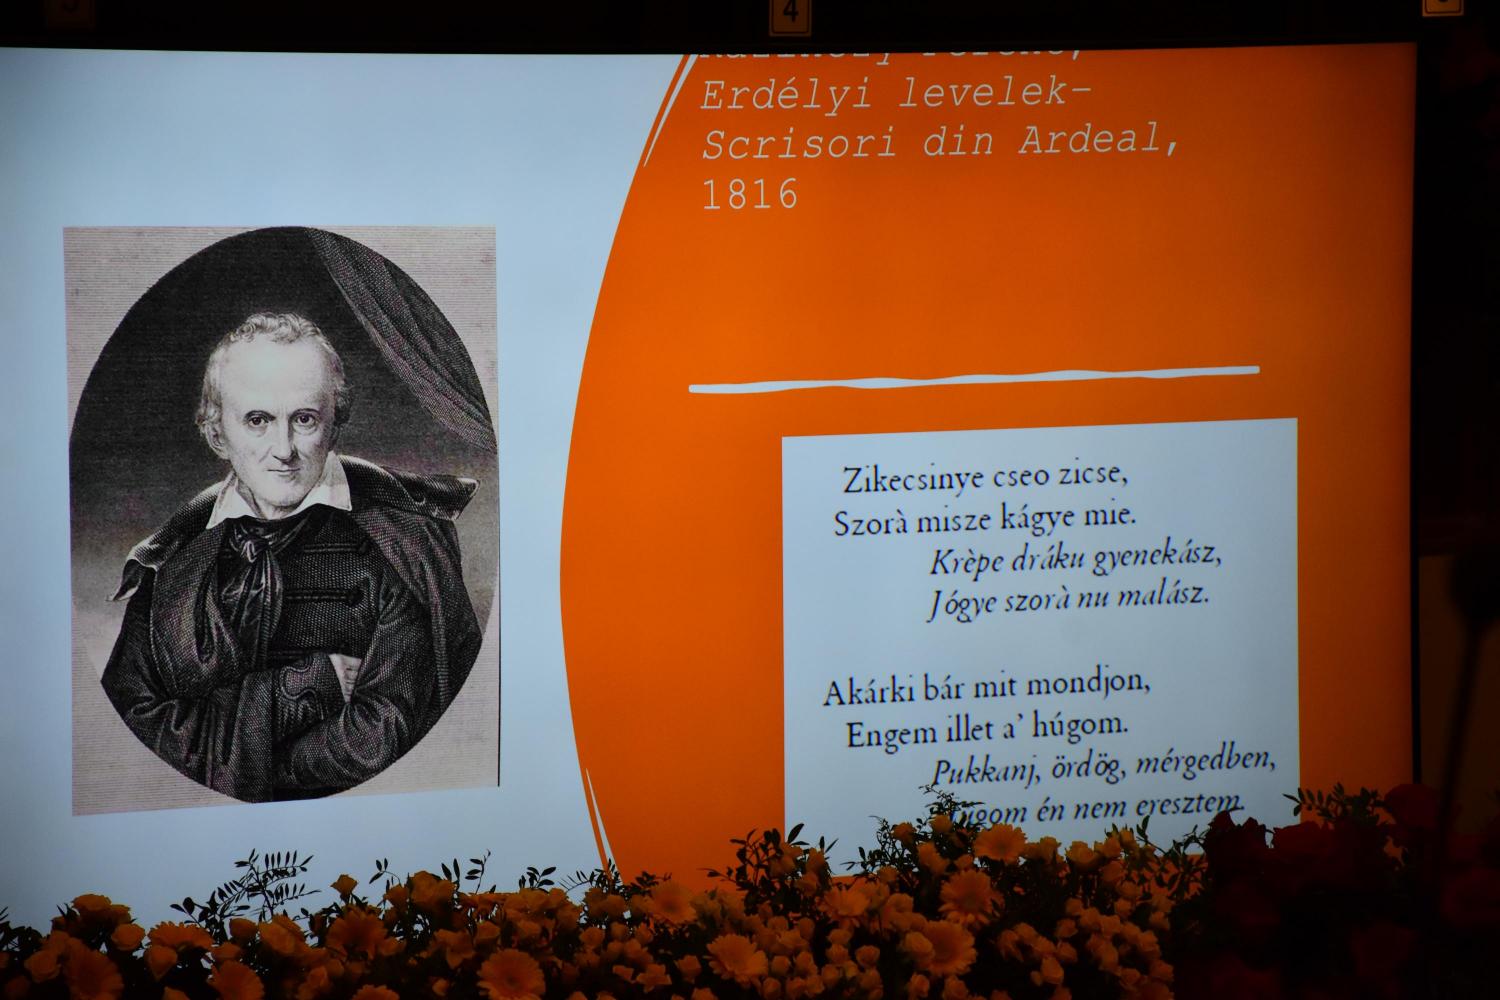 4
Erdélyi levelek-
Scrisori din Ardeal,
1816
Zikecsinye cseo zicse,
Szorà misze kágye mie.
Krèpe dráku gyenekász,
Jógye szorà nu malász.
Akárki bár mit mondjon,
Engem illet a' húgom.
Pukkanj, ördög, mérgedben,
én nem eresztem.